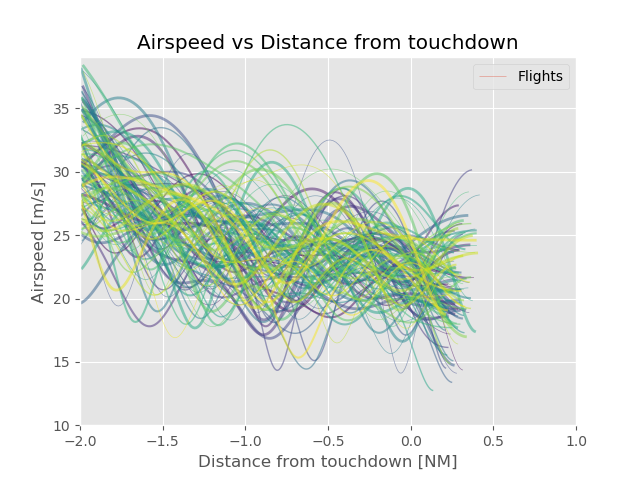 Airspeed vs Distance from touchdown
Flights
Airspeed [m/s]
35
30
25
20
15
10
−2.0 −1.5 −1.0 −0.5 0.0 0.5 1.0
Distance from touchdown [NM]